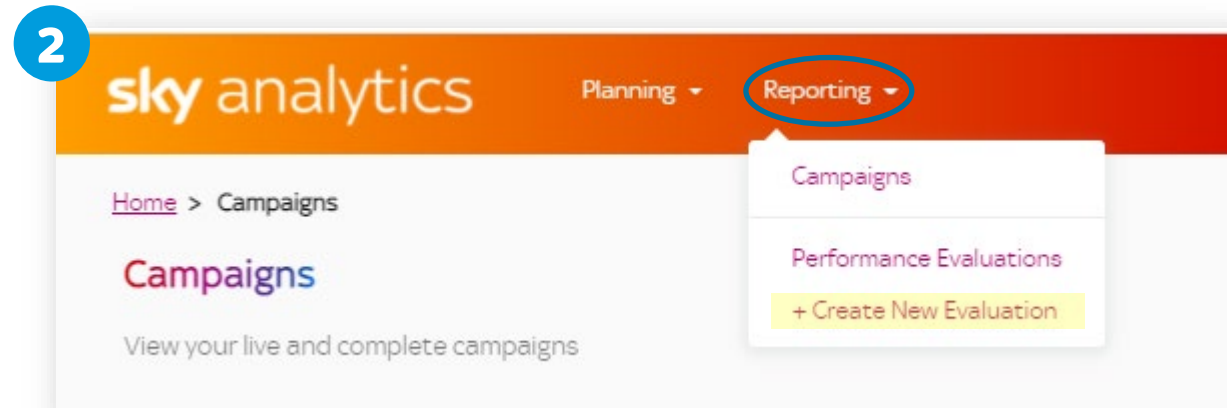 2
sky analytics
Planning
Reporting
Campaigns
Performance Evaluations
+ Create New Evaluation
Home > Campaigns
Campaigns
View your live and complete campaigns